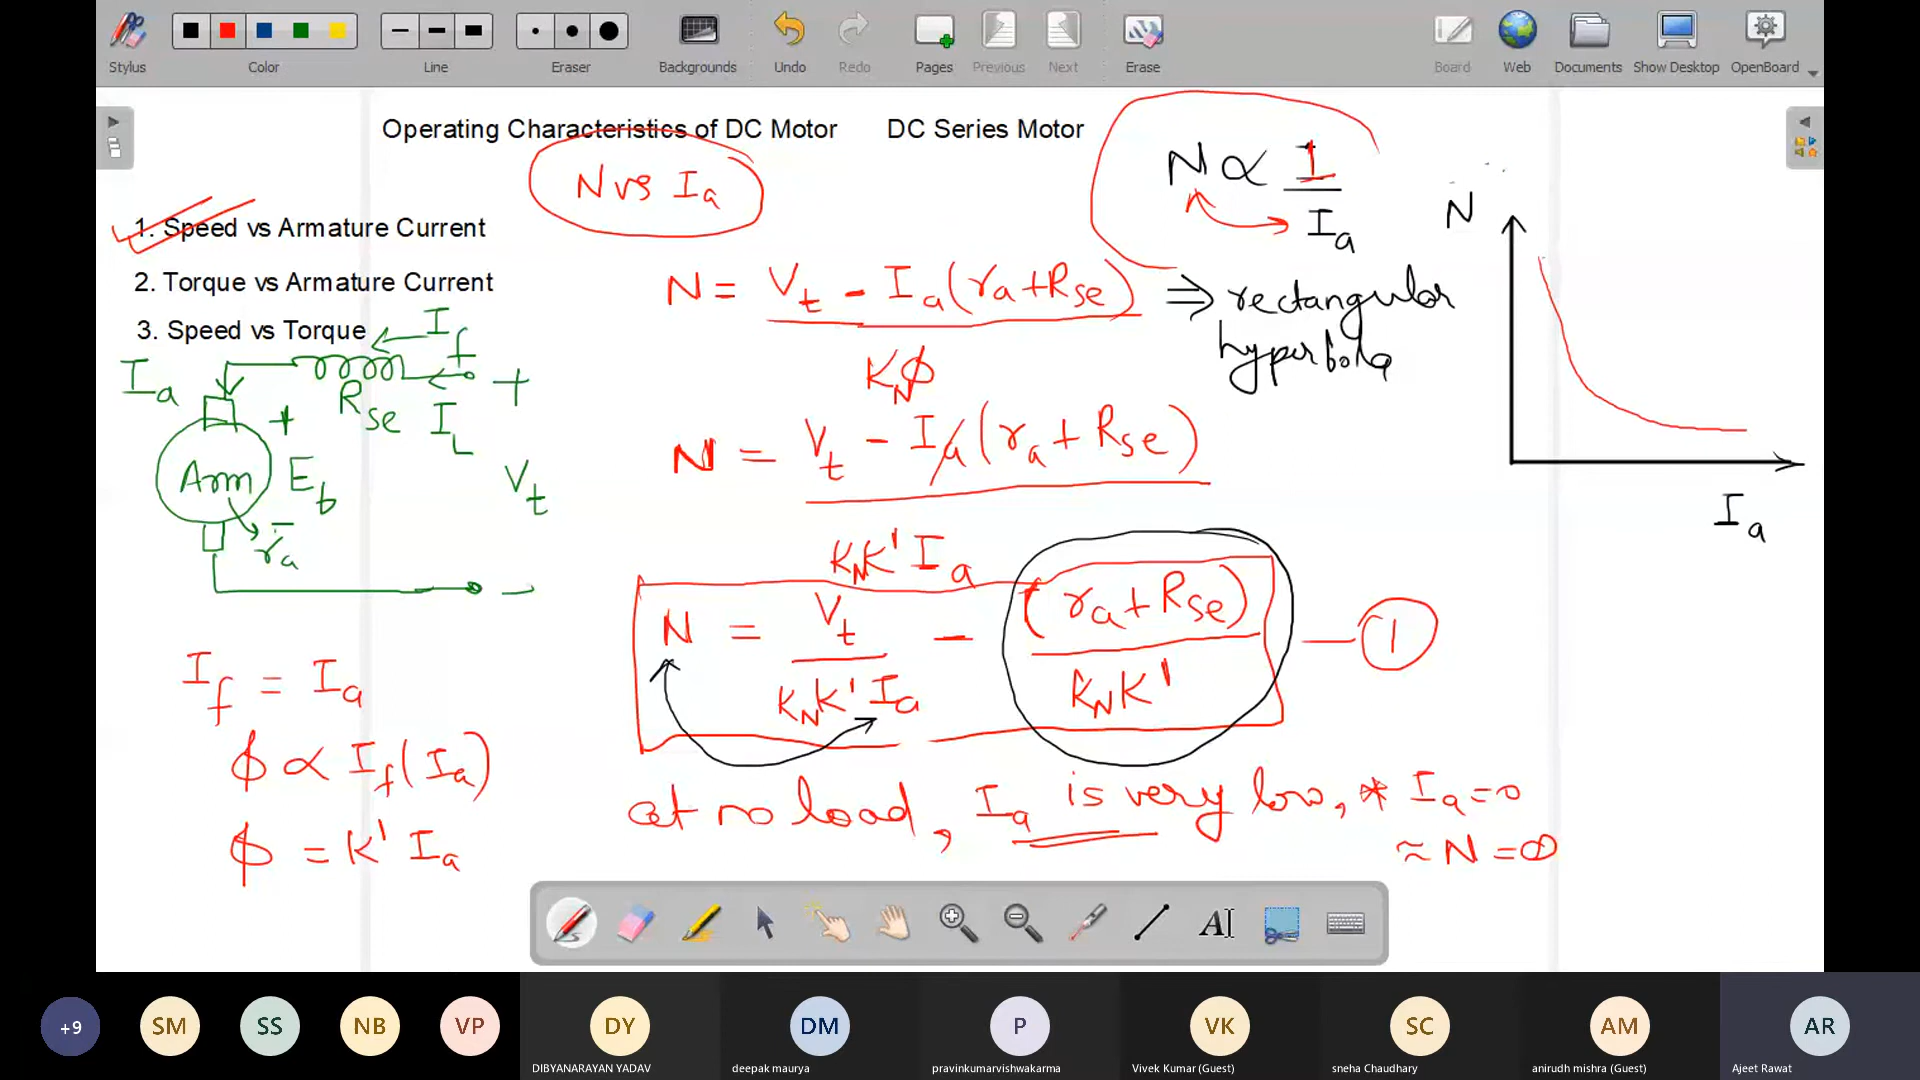 Stylus Color Line Eraser Backgrounds Undo Redo Pages Previous Next Erase Board Web Documents Show Desktop OpenBoard
Operating Characteristics of DC Motor DC Series Motor
N vs Ia
N ∝ 1/Ia
1. Speed vs Armature Current
2. Torque vs Armature Current
3. Speed vs Torque
N = Vt - Ia(ra+Rse) / KNϕ
⇒ rectangular
hyperbola
N
Ia
If
Ia
Rse
IL
+
+
Arm
Eb
Vt
-
ra
-
N = Vt - Ia(ra+Rse) / KNK' Ia
N = Vt / KNK' Ia - (ra+Rse) / KNK' — 1
If = Ia
ϕ ∝ If(Ia)
ϕ = K' Ia
at no load, Ia is very low, * Ia=0
≈ N=∞
AI
+9 SM SS NB VP DY DM P VK SC AM AR
DIBYANARAYAN YADAV deepak maurya pravinkumarvishwakarma Vivek Kumar (Guest) sneha Chaudhary anirudh mishra (Guest) Ajeet Rawat